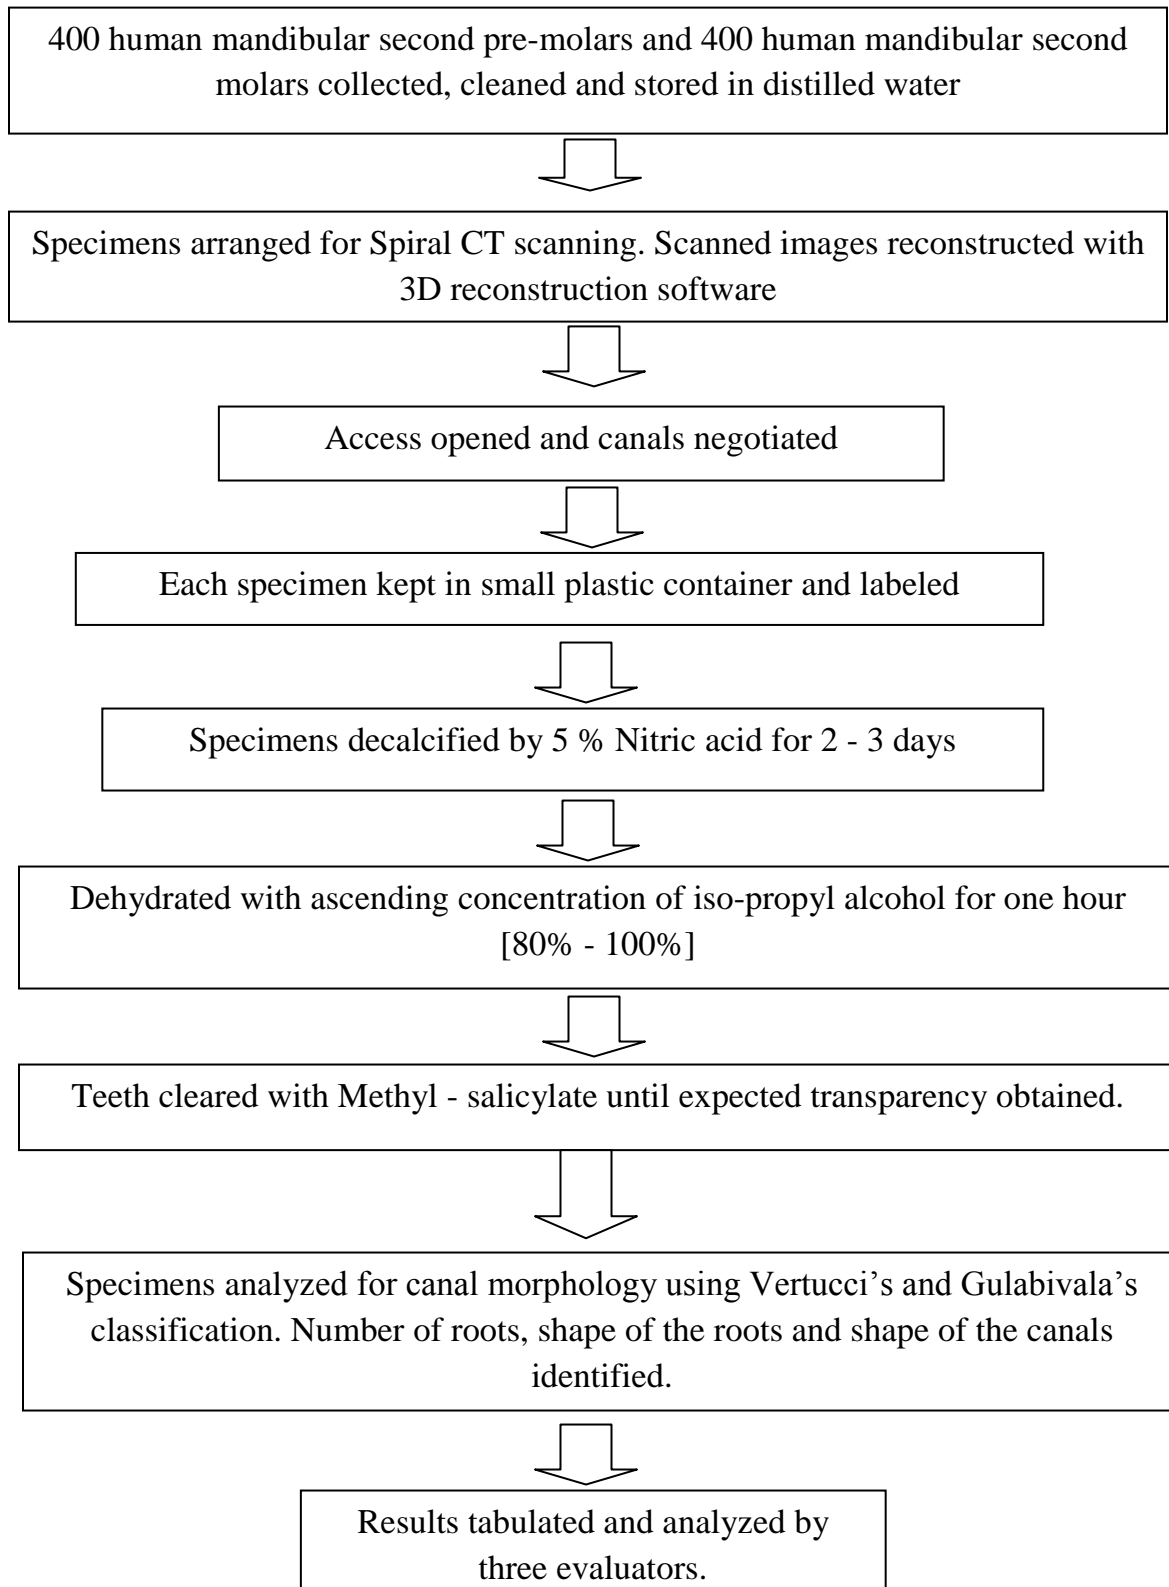 400 human mandibular second pre-molars and 400 human mandibular second
molars collected, cleaned and stored in distilled water
Specimens arranged for Spiral CT scanning. Scanned images reconstructed with
3D reconstruction software
Access opened and canals negotiated
Each specimen kept in small plastic container and labeled
Specimens decalcified by 5 % Nitric acid for 2 - 3 days
Dehydrated with ascending concentration of iso-propyl alcohol for one hour
[80% - 100%]
Teeth cleared with Methyl - salicylate until expected transparency obtained.
Specimens analyzed for canal morphology using Vertucci’s and Gulabivala’s
classification. Number of roots, shape of the roots and shape of the canals
identified.
Results tabulated and analyzed by
three evaluators.